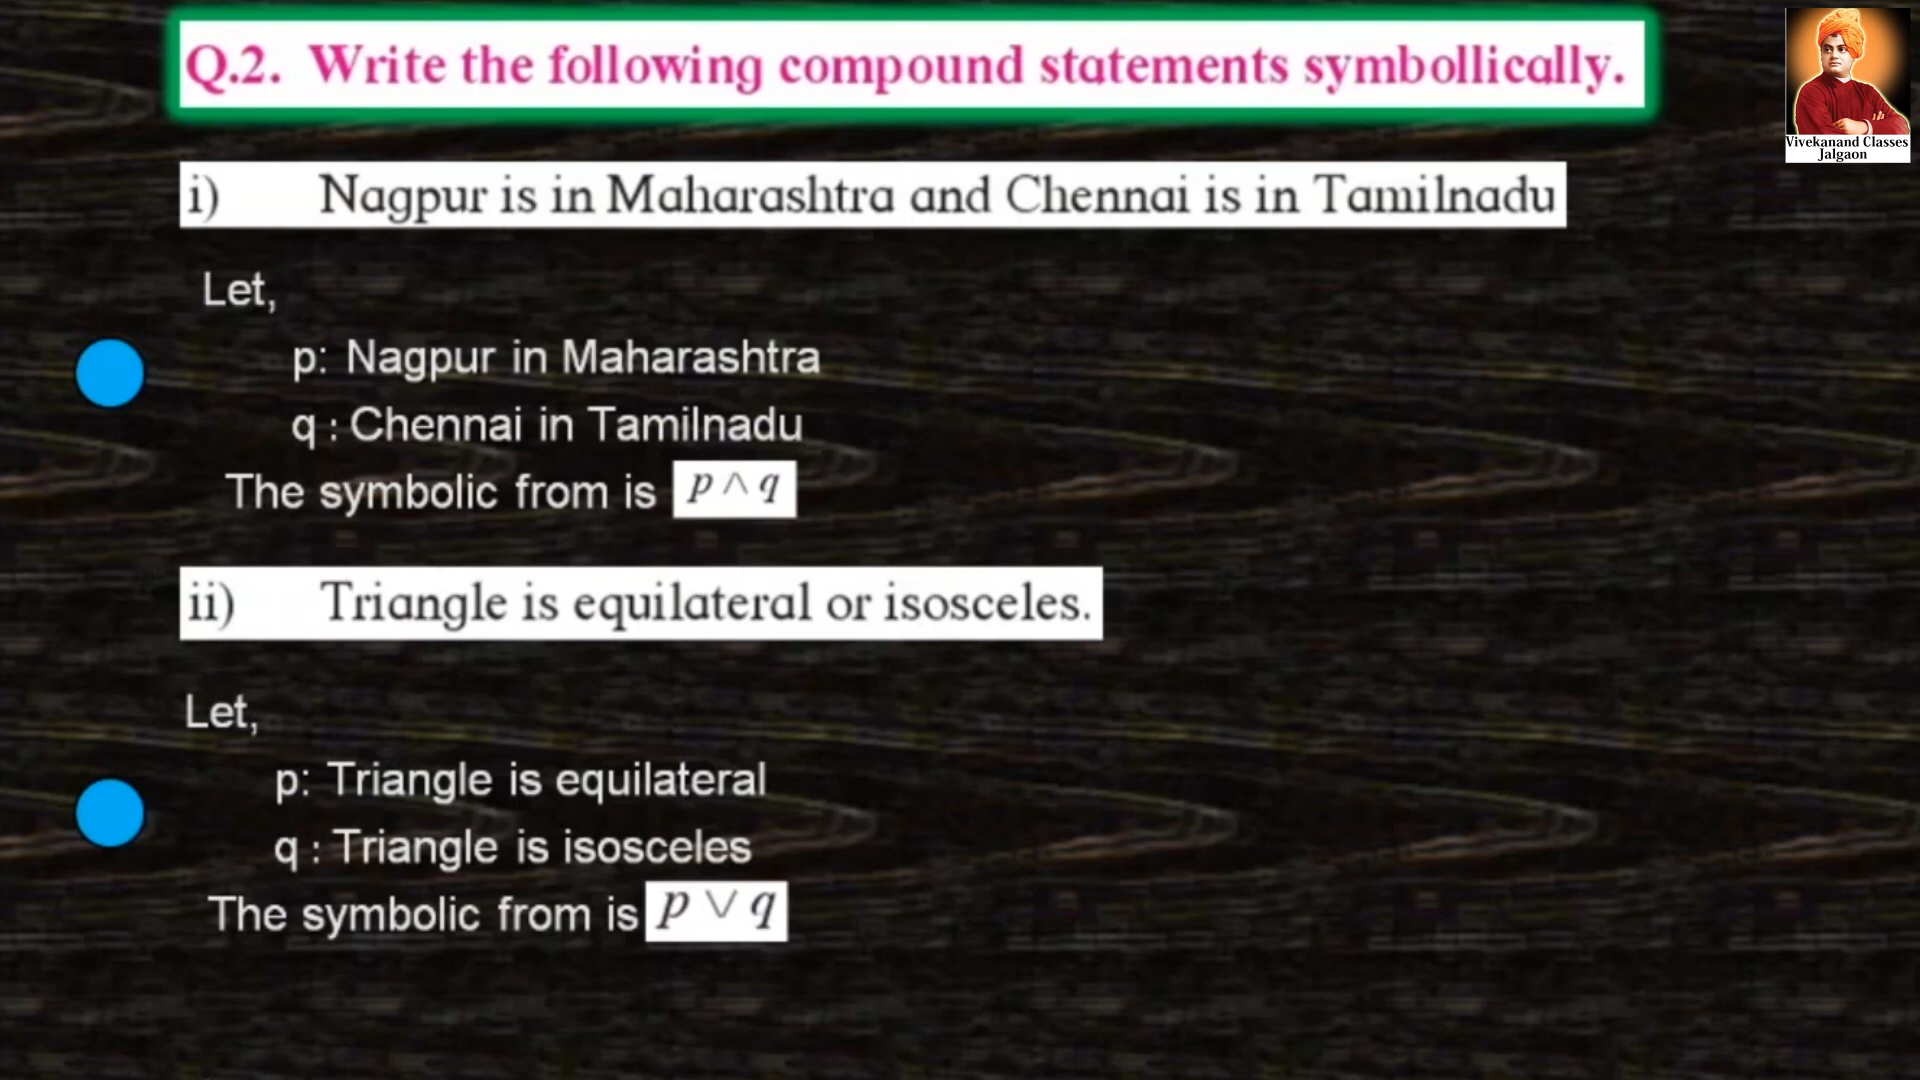 Q.2. Write the following compound statements symbollically.
Vivekanand Classes
Jalgaon
i) Nagpur is in Maharashtra and Chennai is in Tamilnadu
Let,
p: Nagpur in Maharashtra
q : Chennai in Tamilnadu
The symbolic from is p ∧ q
ii) Triangle is equilateral or isosceles.
Let,
p: Triangle is equilateral
q : Triangle is isosceles
The symbolic from is p ∨ q